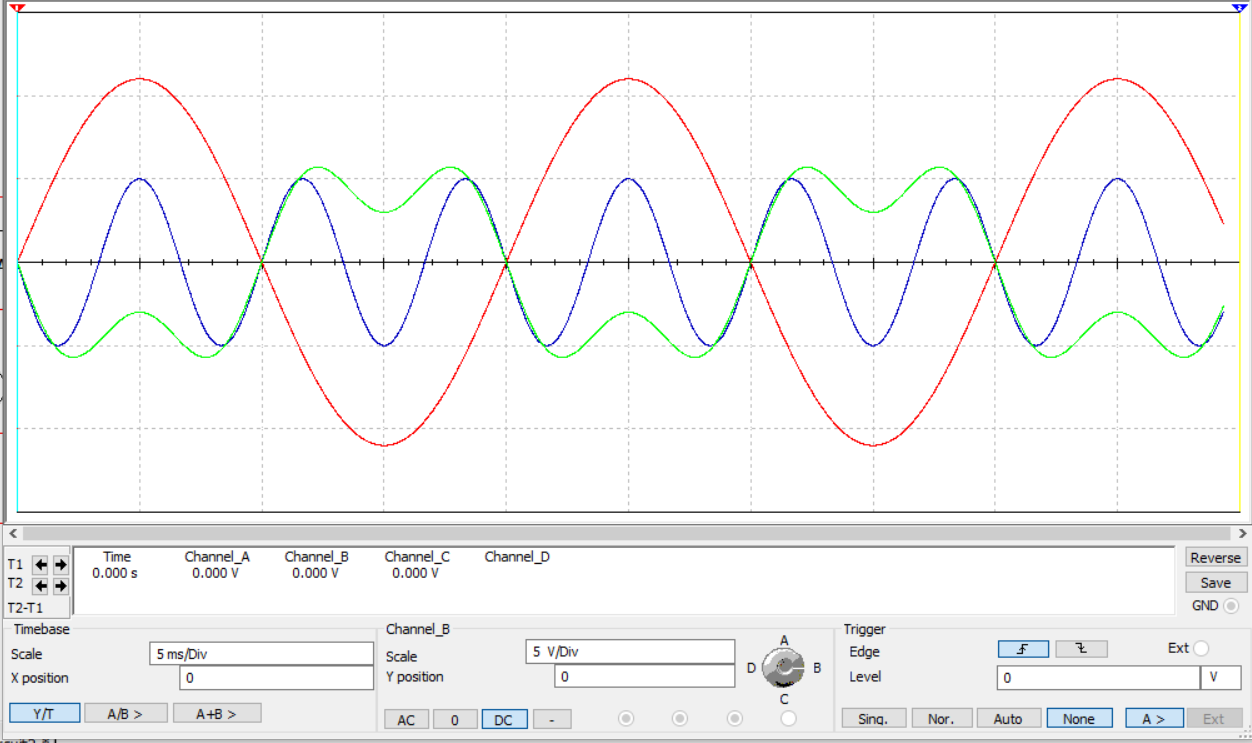 1 2
Time Channel_A Channel_B Channel_C Channel_D
0.000 s 0.000 V 0.000 V 0.000 V
T1
T2
T2-T1
Reverse
Save
GND
Timebase
Scale 5 ms/Div
X position 0
Y/T A/B > A+B >
Channel_B
Scale 5 V/Div
Y position 0
AC 0 DC -
A
D B
C
Trigger
Edge Ext
Level 0 V
Sing. Nor. Auto None A > Ext